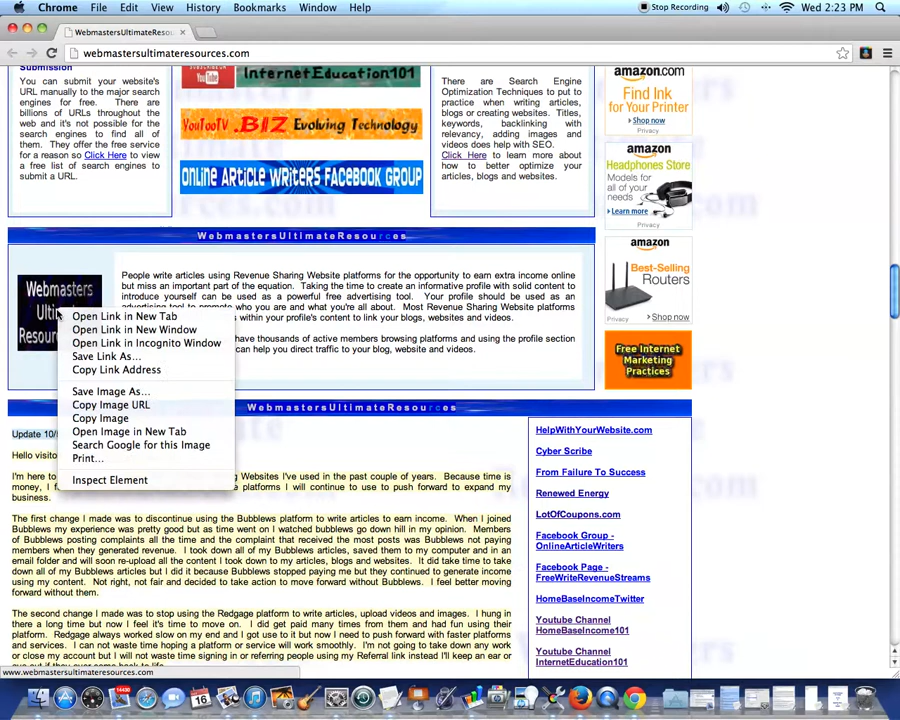 Chrome File Edit View History Bookmarks Window Help Stop Recording Wed 2:23 PM
WebmastersUltimateResou
webmastersultimateresources.com
Submission
You can submit your website's
URL manually to the major search
engines for free. There are
billions of URLs throughout the
web and it's not possible for the
search engines to find all of
them. They offer the free service
for a reason so Click Here to view
a free list of search engines to
submit a URL.
You Tube
InternetEducation101
YouTooTV .BIZ Evolving Technology
ONLINE ARTICLE WRITERS FACEBOOK GROUP
There are Search Engine
Optimization Techniques to put to
practice when writing articles,
blogs or creating websites. Titles,
keywords, backlinking with
relevancy, adding images and
videos does help with SEO.
Click Here to learn more about
how to better optimize your
articles, blogs and websites.
amazon.com
Find Ink
for Your Printer
Shop now
Privacy
amazon
Headphones Store
Models for
all of your
needs
Learn more
Privacy
amazon
Best-Selling
Routers
Shop now
Privacy
Free Internet
Marketing
Practices
WebmastersUltimateResources
Webmasters
People write articles using Revenue Sharing Website platforms for the opportunity to earn extra income online
but miss an important part of the equation. Taking the time to create an informative profile with solid content to
introduce yourself can be used as a powerful free advertising tool. Your profile should be used an
who you are and what you're all about. Most Revenue Sharing Website platforms
within your profile's content to link your blog, websites and videos.
have thousands of active members browsing platforms and using the profile section
can help you direct traffic to your blog, website and videos.
Open Link in New Tab
Open Link in New Window
Open Link in Incognito Window
Save Link As...
Copy Link Address
Save Image As...
Copy Image URL
Copy Image
Open Image in New Tab
Search Google for this Image
Print...
Inspect Element
WebmastersUltimateResources
Update 10/
Hello visito
I'm here to Websites I've used in the past couple of years. Because time is
money, I platforms I will continue to use to push forward to expand my
business.
The first change I made was to discontinue using the Bubblews platform to write articles to earn income. When I joined
Bubblews my experience was pretty good but as time went on I watched bubblews go down hill in my opinion. Members
of Bubblews posting complaints all the time and the complaint that received the most posts was Bubblews not paying
members when they generated revenue. I took down all of my Bubblews articles, saved them to my computer and in an
email folder and will soon re-upload all the content I took down to my articles, blogs and websites. It did take time to take
down all my Bubblews articles but I did it because Bubblews stopped paying me but they continued to generate income
using my content. Not right, not fair and decided to take action to move forward without Bubblews. I feel better moving
forward without them.
The second change I made was to stop using the Redgage platform to write articles, upload videos and images. I hung in
there a long time but now I feel it's time to move on. I did get paid many times from them and had fun using their
platform. Redgage always worked slow on my end and I got use to it but now I need to push forward with faster platforms
and services. I can not waste time hoping a platform or service will work smoothly. I'm not going to take down any work
or close my account but I will not waste time signing in or referring people using my Referral link instead I'll keep an ear or
HelpWithYourWebsite.com
Cyber Scribe
From Failure To Success
Renewed Energy
LotOfCoupons.com
Facebook Group -
OnlineArticleWriters
Facebook Page -
FreeWriteRevenueStreams
HomeBaseIncomeTwitter
Youtube Channel
HomeBaseIncome101
Youtube Channel
InternetEducation101
www.webmastersultimateresources.com